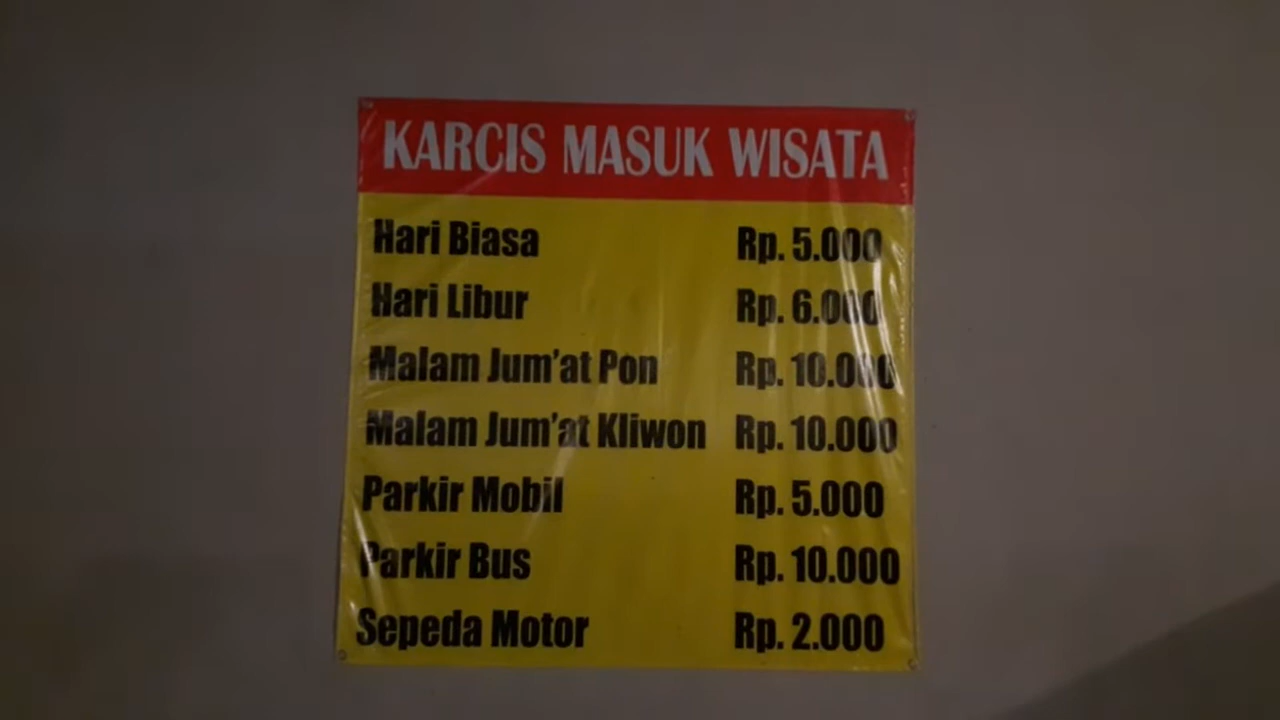 KARCIS MASUK WISATA
Hari Biasa Rp. 5.000
Hari Libur Rp. 6.000
Malam Jum'at Pon Rp. 10.000
Malam Jum'at Kliwon Rp. 10.000
Parkir Mobil Rp. 5.000
Parkir Bus Rp. 10.000
Sepeda Motor Rp. 2.000